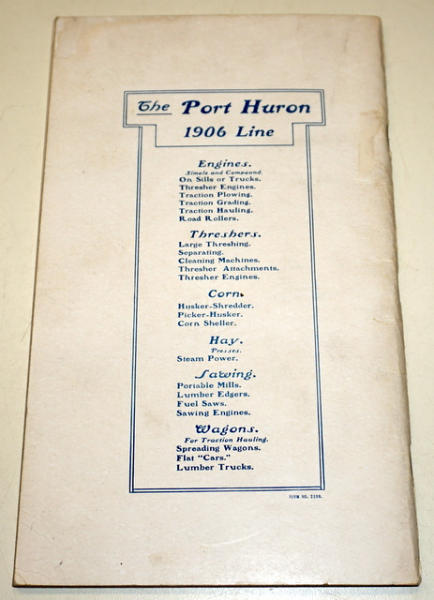 The Port Huron
1906 Line
Engines.
Simple and Compound.
On Sills or Trucks.
Thresher Engines.
Traction Plowing.
Traction Grading.
Traction Hauling.
Road Rollers.
Threshers.
Large Threshing.
Separating.
Cleaning Machines.
Thresher Attachments.
Thresher Engines.
Corn.
Husker-Shredder.
Picker-Husker.
Corn Sheller.
Hay.
Presses.
Steam Power.
Sawing.
Portable Mills.
Lumber Edgers.
Fuel Saws.
Sawing Engines.
Wagons.
For Traction Hauling.
Spreading Wagons.
Flat "Cars."
Lumber Trucks.
FORM NO.